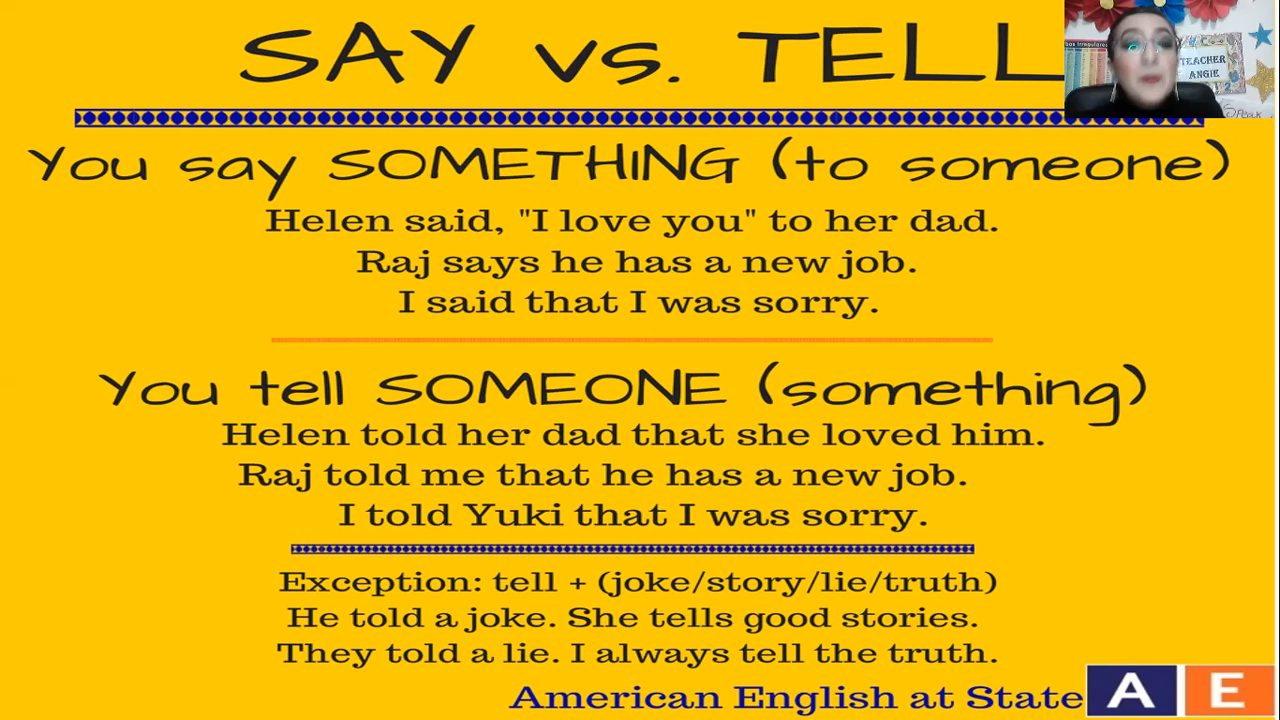 SAY vs. TELL
TEACHER
ANGIE
You say SOMETHING (to someone)
Helen said, "I love you" to her dad.
Raj says he has a new job.
I said that I was sorry.
You tell SOMEONE (something)
Helen told her dad that she loved him.
Raj told me that he has a new job.
I told Yuki that I was sorry.
Exception: tell + (joke/story/lie/truth)
He told a joke. She tells good stories.
They told a lie. I always tell the truth.
American English at State
A E